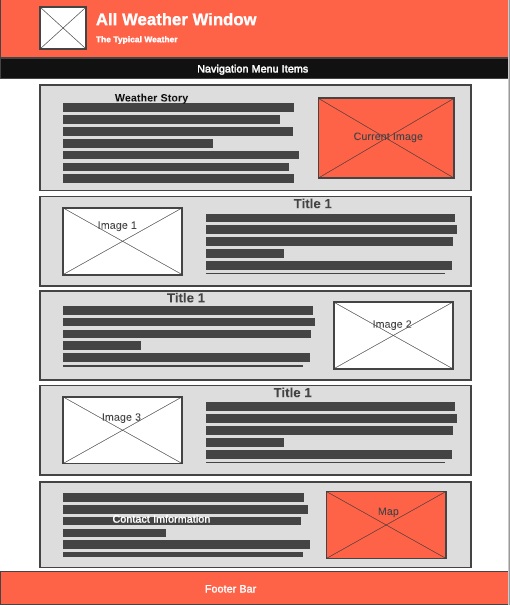 All Weather Window
The Typical Weather
Navigation Menu Items
Weather Story
Current Image
Title 1
Image 1
Title 1
Image 2
Title 1
Image 3
Contact Imformation
Map
Footer Bar